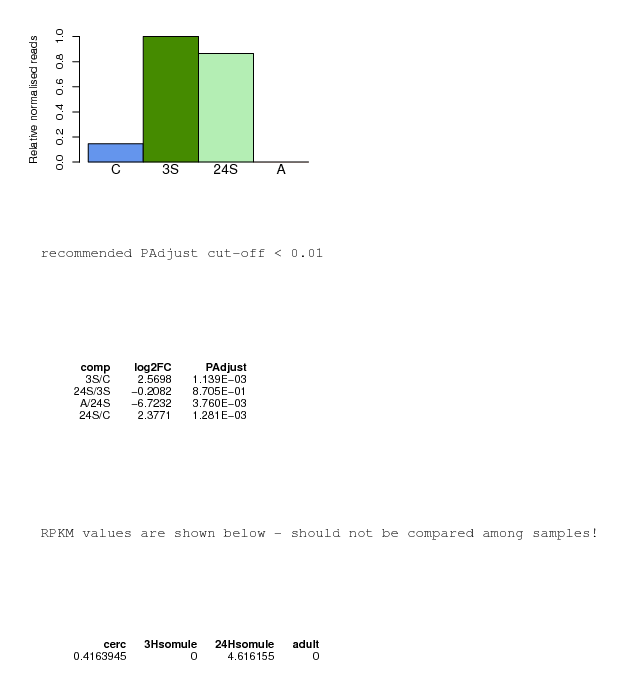 Relative normalised reads
1.0
0.8
0.6
0.4
0.2
0.0
C 3S 24S A
recommended PAdjust cut-off < 0.01
comp log2FC PAdjust
3S/C 2.5698 1.139E−03
24S/3S −0.2082 8.705E−01
A/24S −6.7232 3.760E−03
24S/C 2.3771 1.281E−03
RPKM values are shown below - should not be compared among samples!
cerc 3Hsomule 24Hsomule adult
0.4163945 0 4.616155 0